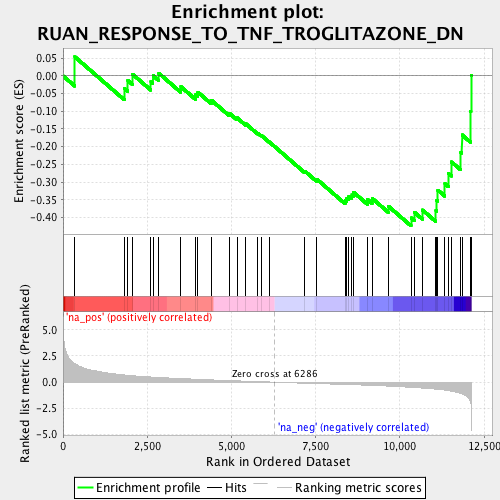 Enrichment plot:
RUAN_RESPONSE_TO_TNF_TROGLITAZONE_DN
Enrichment score (ES)
0.05
0.00
-0.05
-0.10
-0.15
-0.20
-0.25
-0.30
-0.35
-0.40
'na_pos' (positively correlated)
Ranked list metric (PreRanked)
5.0
2.5
0.0
-2.5
-5.0
Zero cross at 6286
'na_neg' (negatively correlated)
0 2,500 5,000 7,500 10,000 12,500
Rank in Ordered Dataset
Enrichment profile Hits Ranking metric scores